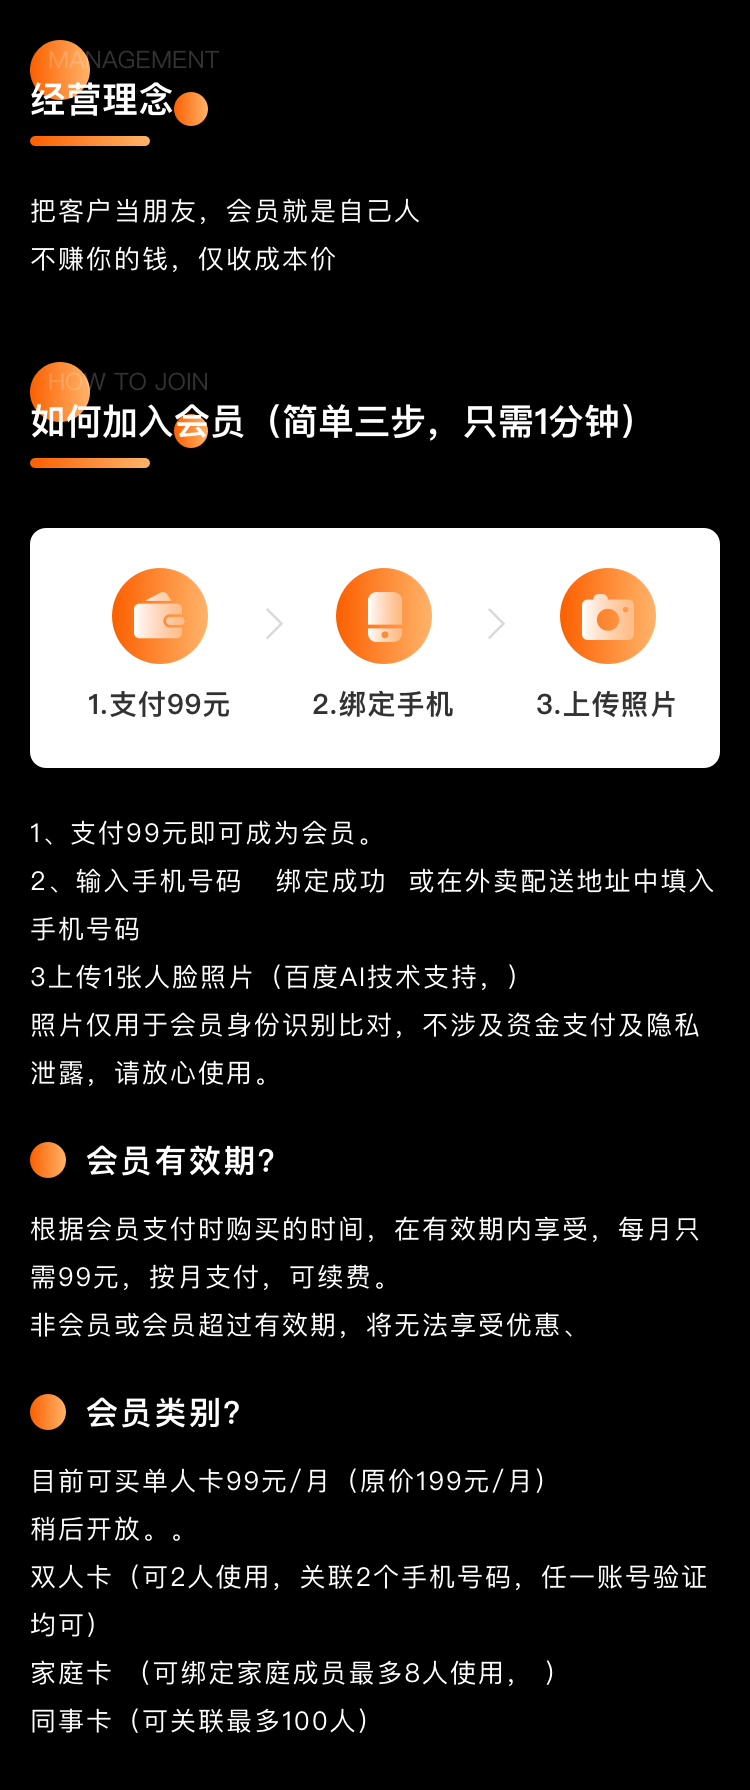 MANAGEMENT
经营理念
把客户当朋友，会员就是自己人
不赚你的钱，仅收成本价
HOW TO JOIN
如何加入会员（简单三步，只需1分钟）
1.支付99元
2.绑定手机
3.上传照片
1、支付99元即可成为会员。
2、输入手机号码 绑定成功 或在外卖配送地址中填入
手机号码
3上传1张人脸照片（百度AI技术支持，）
照片仅用于会员身份识别比对，不涉及资金支付及隐私
泄露，请放心使用。
会员有效期?
根据会员支付时购买的时间，在有效期内享受，每月只
需99元，按月支付，可续费。
非会员或会员超过有效期，将无法享受优惠、
会员类别?
目前可买单人卡99元/月（原价199元/月）
稍后开放。。
双人卡（可2人使用，关联2个手机号码，任一账号验证
均可）
家庭卡 （可绑定家庭成员最多8人使用， ）
同事卡（可关联最多100人）